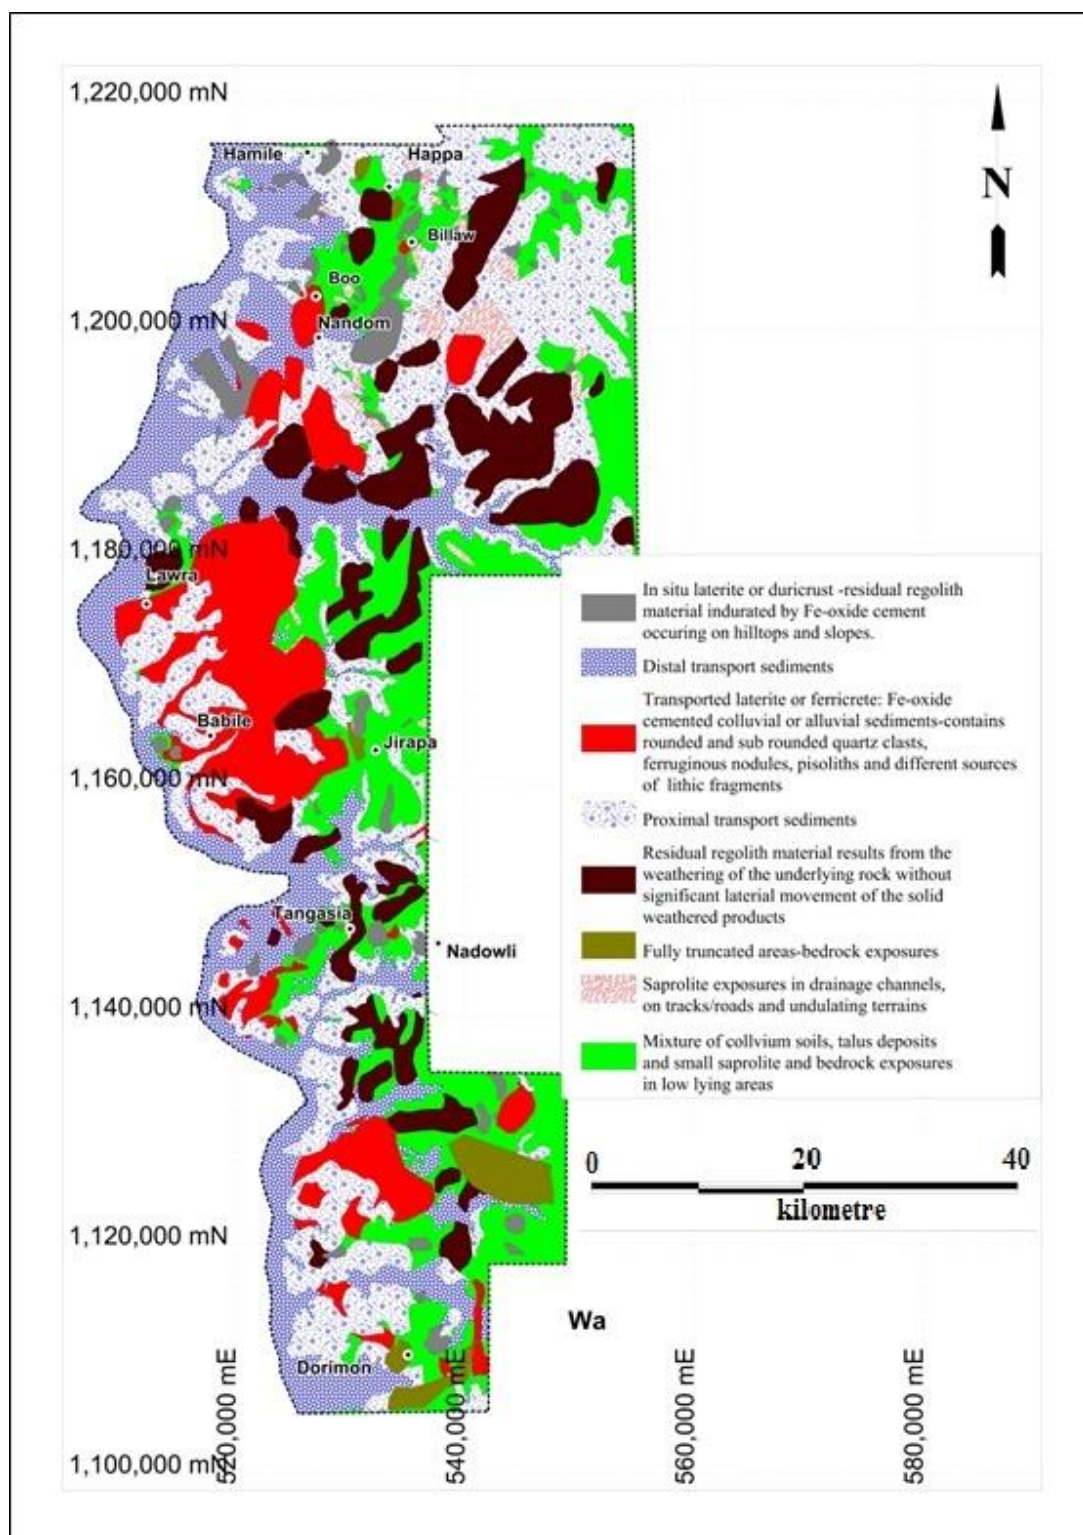 1,220,000 mN
Hamile
Happa
N
Billaw
Boo
1,200,000 mN
Nandom
1,180,000 mN
Lawra
In situ laterite or duricrust -residual regolith
material indurated by Fe-oxide cement
occuring on hilltops and slopes.
Distal transport sediments
Transported laterite or ferricrete: Fe-oxide
cemented colluvial or alluvial sediments-contains
rounded and sub rounded quartz clasts,
ferruginous nodules, pisoliths and different sources
of lithic fragments
Babile
Jirapa
1,160,000 mN
Proximal transport sediments
Residual regolith material results from the
weathering of the underlying rock without
significant laterial movement of the solid
weathered products
Tangasia
Nadowli
Fully truncated areas-bedrock exposures
Saprolite exposures in drainage channels,
on tracks/roads and undulating terrains
1,140,000 mN
Mixture of collvium soils, talus deposits
and small saprolite and bedrock exposures
in low lying areas
0 20 40
kilometre
1,120,000 mN
Wa
Dorimon
520,000 mE
540,000 mE
560,000 mE
580,000 mE
1,100,000 mN